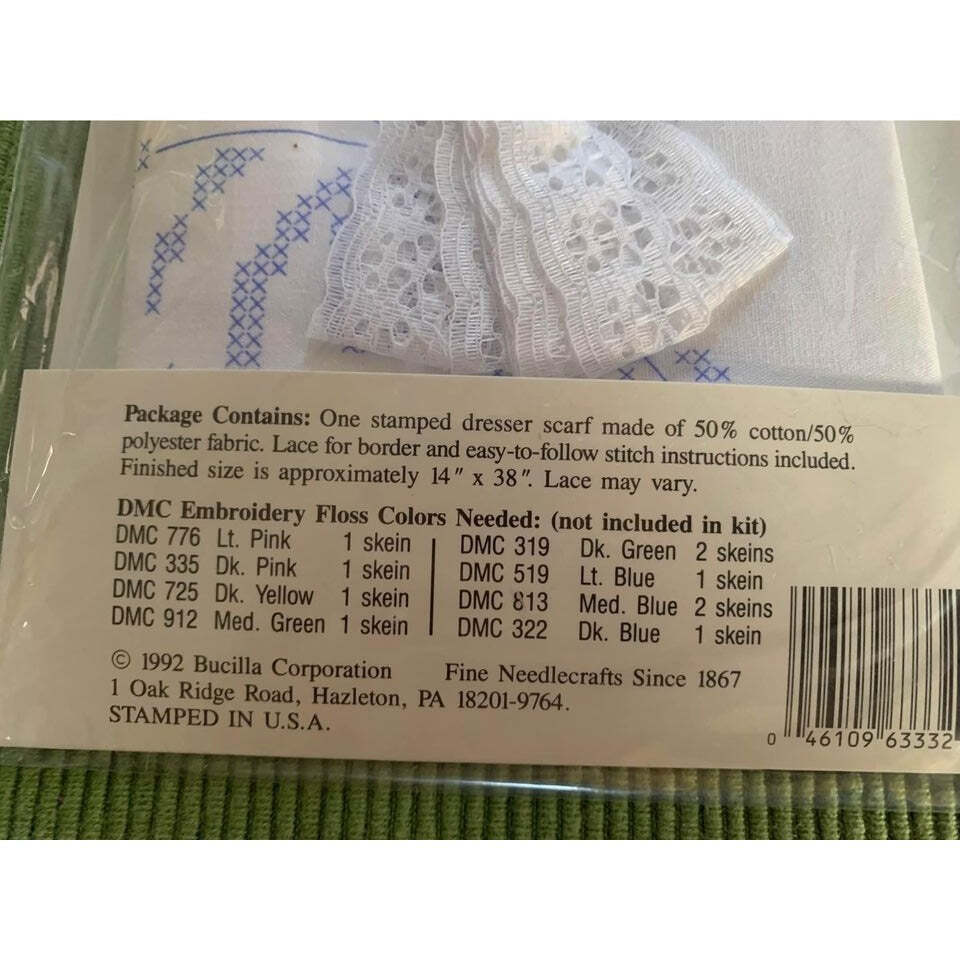 Package Contains: One stamped dresser scarf made of 50% cotton/50%
polyester fabric. Lace for border and easy-to-follow stitch instructions included.
Finished size is approximately 14" x 38". Lace may vary.
DMC Embroidery Floss Colors Needed: (not included in kit)
DMC 776 Lt. Pink 1 skein
DMC 335 Dk. Pink 1 skein
DMC 725 Dk. Yellow 1 skein
DMC 912 Med. Green 1 skein
DMC 319 Dk. Green 2 skeins
DMC 519 Lt. Blue 1 skein
DMC 813 Med. Blue 2 skeins
DMC 322 Dk. Blue 1 skein
© 1992 Bucilla Corporation Fine Needlecrafts Since 1867
1 Oak Ridge Road, Hazleton, PA 18201-9764.
STAMPED IN U.S.A.
0 46109 63332